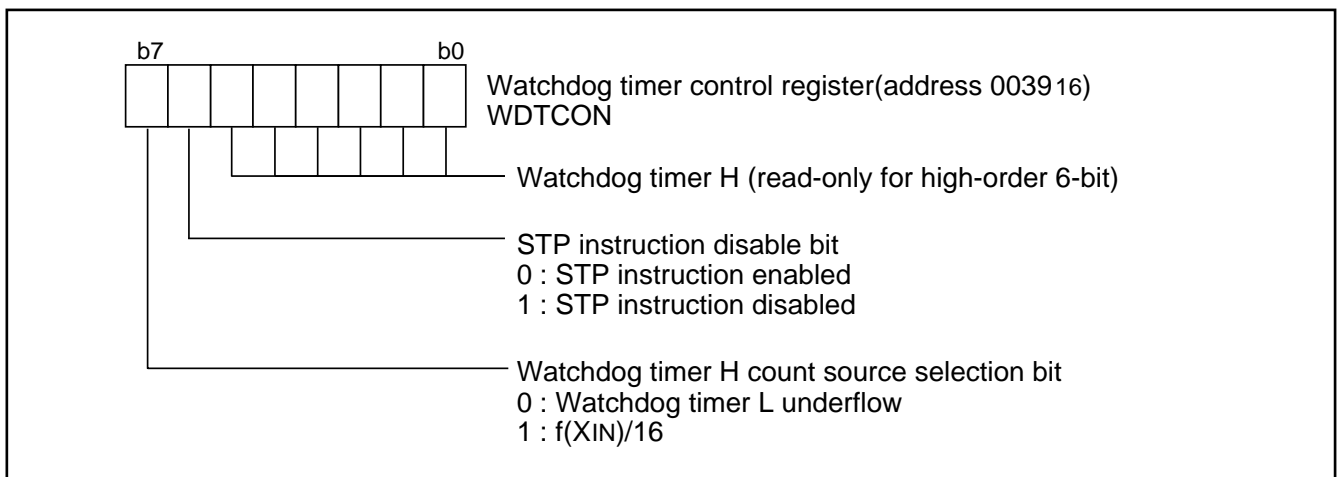 b7 b0
Watchdog timer control register(address 003916)
WDTCON
Watchdog timer H (read-only for high-order 6-bit)
STP instruction disable bit
0 : STP instruction enabled
1 : STP instruction disabled
Watchdog timer H count source selection bit
0 : Watchdog timer L underflow
1 : f(XIN)/16